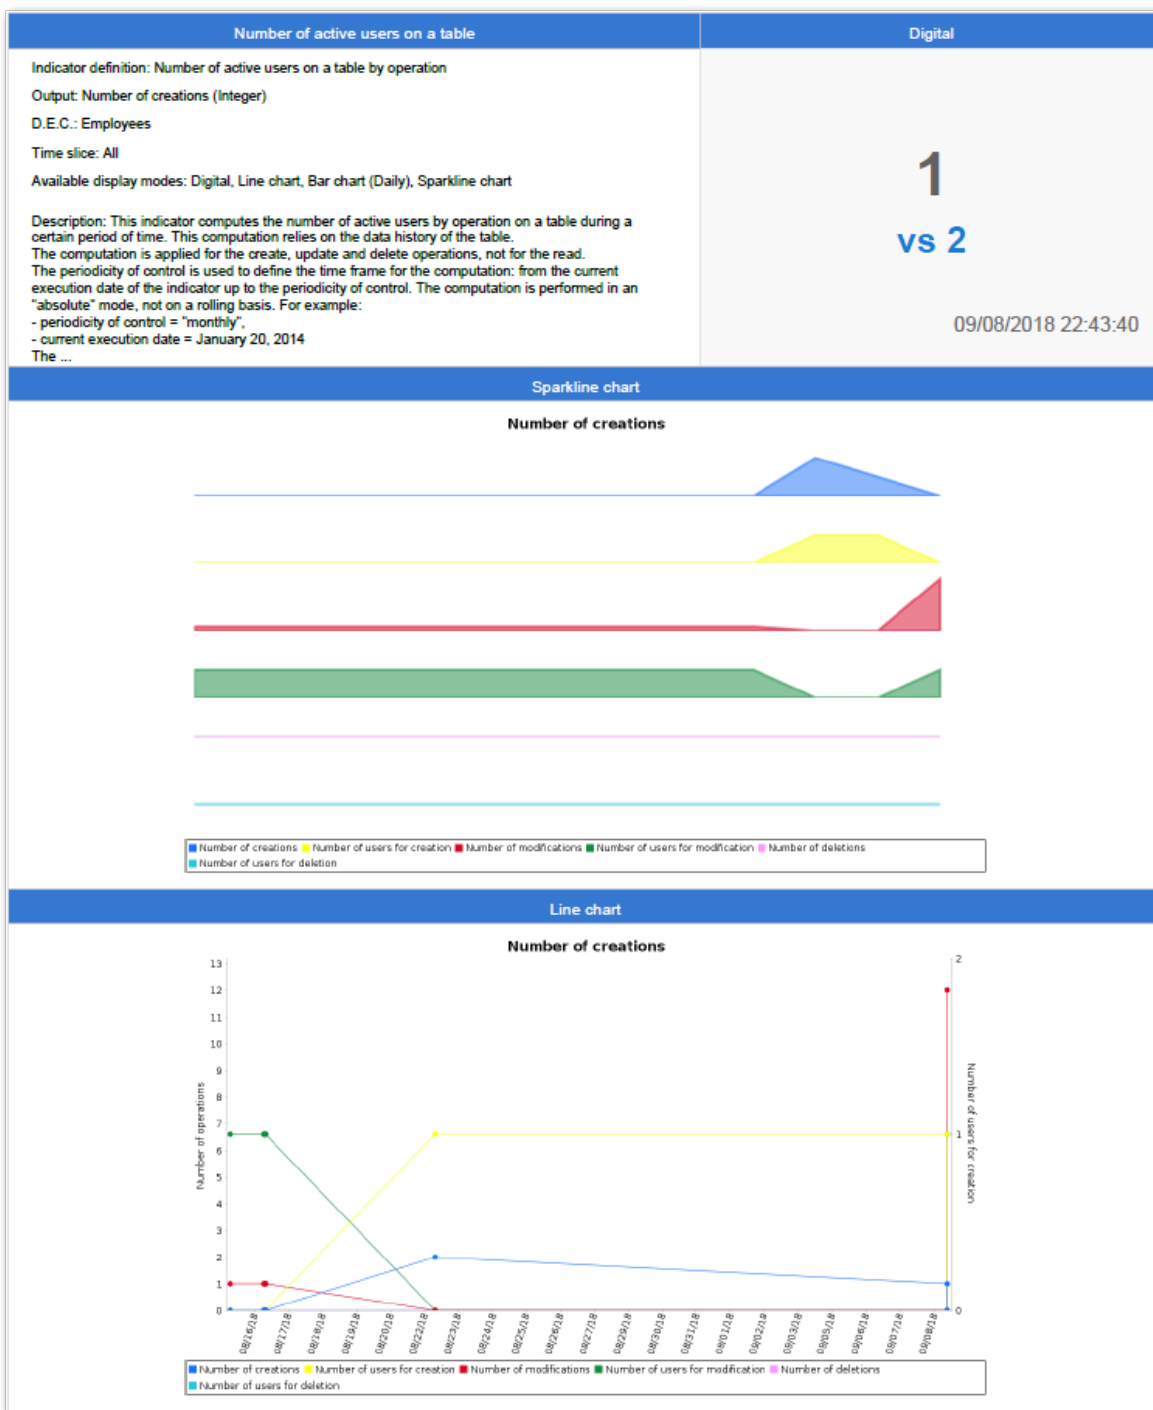 Number of active users on a table
Digital
Indicator definition: Number of active users on a table by operation
Output: Number of creations (Integer)
D.E.C.: Employees
Time slice: All
Available display modes: Digital, Line chart, Bar chart (Daily), Sparkline chart
Description: This indicator computes the number of active users by operation on a table during a
certain period of time. This computation relies on the data history of the table.
The computation is applied for the create, update and delete operations, not for the read.
The periodicity of control is used to define the time frame for the computation: from the current
execution date of the indicator up to the periodicity of control. The computation is performed in an
"absolute" mode, not on a rolling basis. For example:
- periodicity of control = "monthly",
- current execution date = January 20, 2014
The ...
1
vs 2
09/08/2018 22:43:40
Sparkline chart
Number of creations
Number of creations Number of users for creation Number of modifications Number of users for modification Number of deletions
Number of users for deletion
Line chart
Number of creations
13
12
11
10
9
8
7
6
5
4
3
2
1
0
Number of operations
2
1
0
Number of users for creation
08/16/18
08/17/18
08/18/18
08/19/18
08/20/18
08/22/18
08/23/18
08/24/18
08/25/18
08/26/18
08/27/18
08/29/18
08/30/18
08/31/18
09/01/18
09/02/18
09/03/18
09/05/18
09/06/18
09/07/18
09/08/18
Number of creations Number of users for creation Number of modifications Number of users for modification Number of deletions
Number of users for deletion